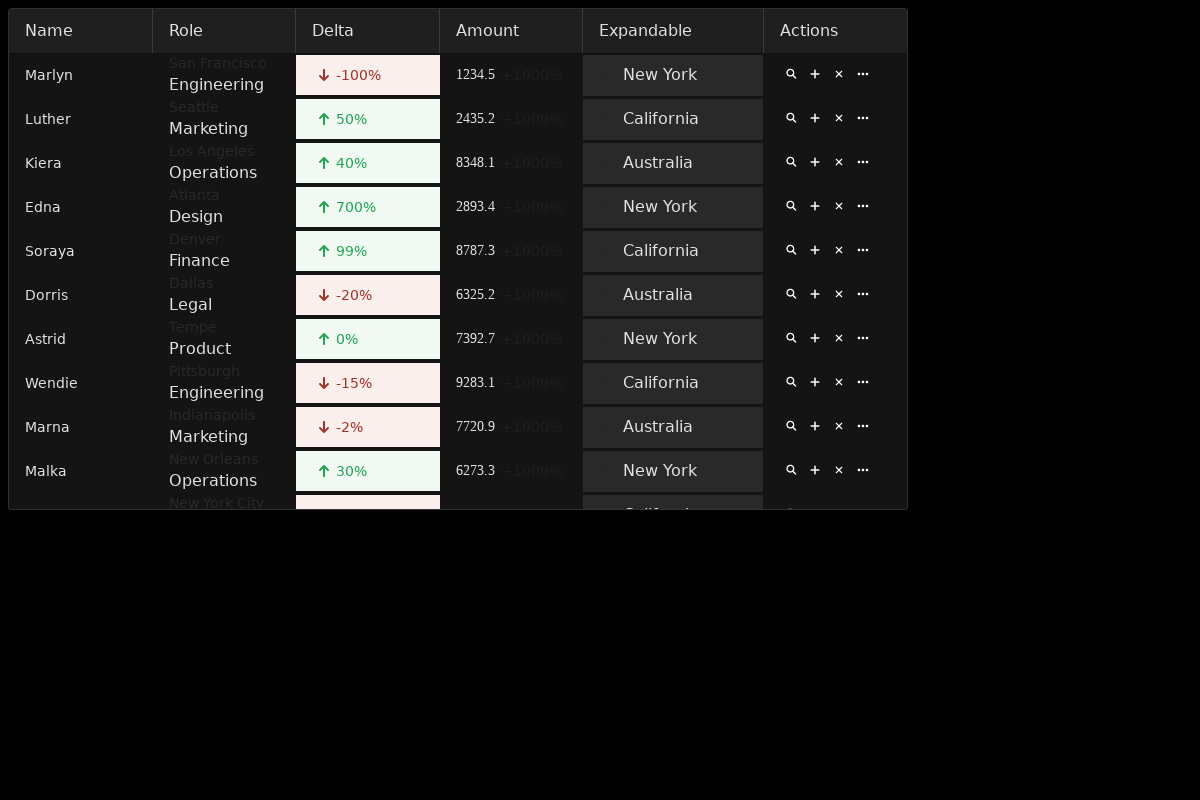 Name Role Delta Amount Expandable Actions
San Francisco
Marlyn Engineering -100% 1234.5 +1000% New York
Seattle
Luther Marketing 50% 2435.2 +1000% California
Los Angeles
Kiera Operations 40% 8348.1 +1000% Australia
Atlanta
Edna Design 700% 2893.4 +1000% New York
Denver
Soraya Finance 99% 8787.3 +1000% California
Dallas
Dorris Legal -20% 6325.2 +1000% Australia
Tempe
Astrid Product 0% 7392.7 +1000% New York
Pittsburgh
Wendie Engineering -15% 9283.1 +1000% California
Indianapolis
Marna Marketing -2% 7720.9 +1000% Australia
New Orleans
Malka Operations 30% 6273.3 +1000% New York
New York City